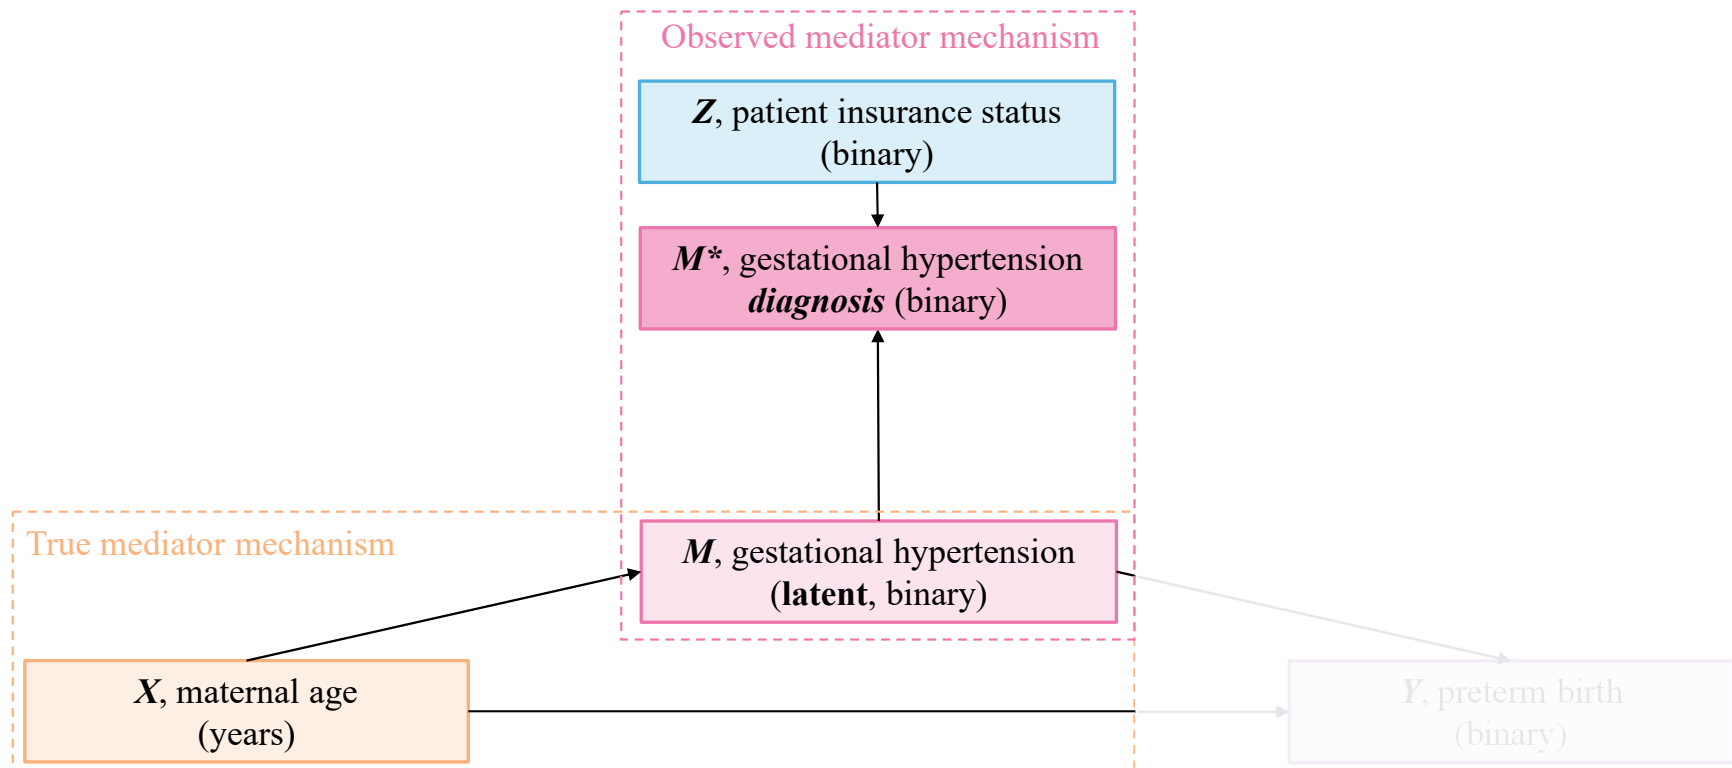 Observed mediator mechanism
Z, patient insurance status
(binary)
M*, gestational hypertension
diagnosis (binary)
True mediator mechanism
M, gestational hypertension
(latent, binary)
X, maternal age
(years)
Y, preterm birth
(binary)